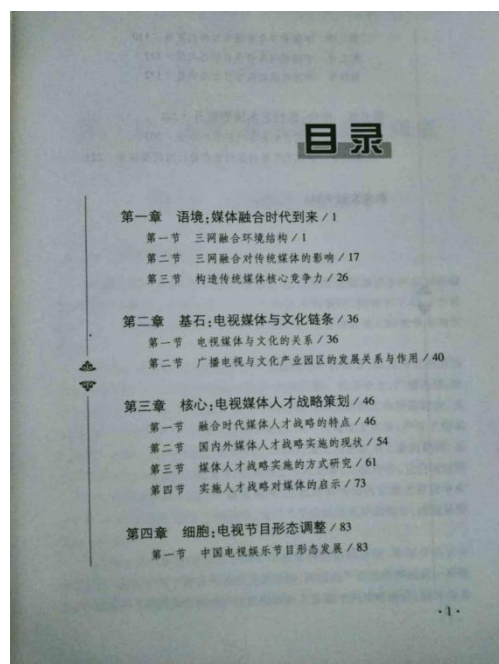 目录
第一章 语境:媒体融合时代到来/1
第一节 三网融合环境结构/1
第二节 三网融合对传统媒体的影响/17
第三节 构造传统媒体核心竞争力/26
第二章 基石:电视媒体与文化链条/36
第一节 电视媒体与文化的关系/36
第二节 广播电视与文化产业园区的发展关系与作用/40
第三章 核心:电视媒体人才战略策划/46
第一节 融合时代媒体人才战略的特点/46
第二节 国内外媒体人才战略实施的现状/54
第三节 媒体人才战略实施的方式研究/61
第四节 实施人才战略对媒体的启示/73
第四章 细胞:电视节目形态调整/83
第一节 中国电视娱乐节目形态发展/83
·1·